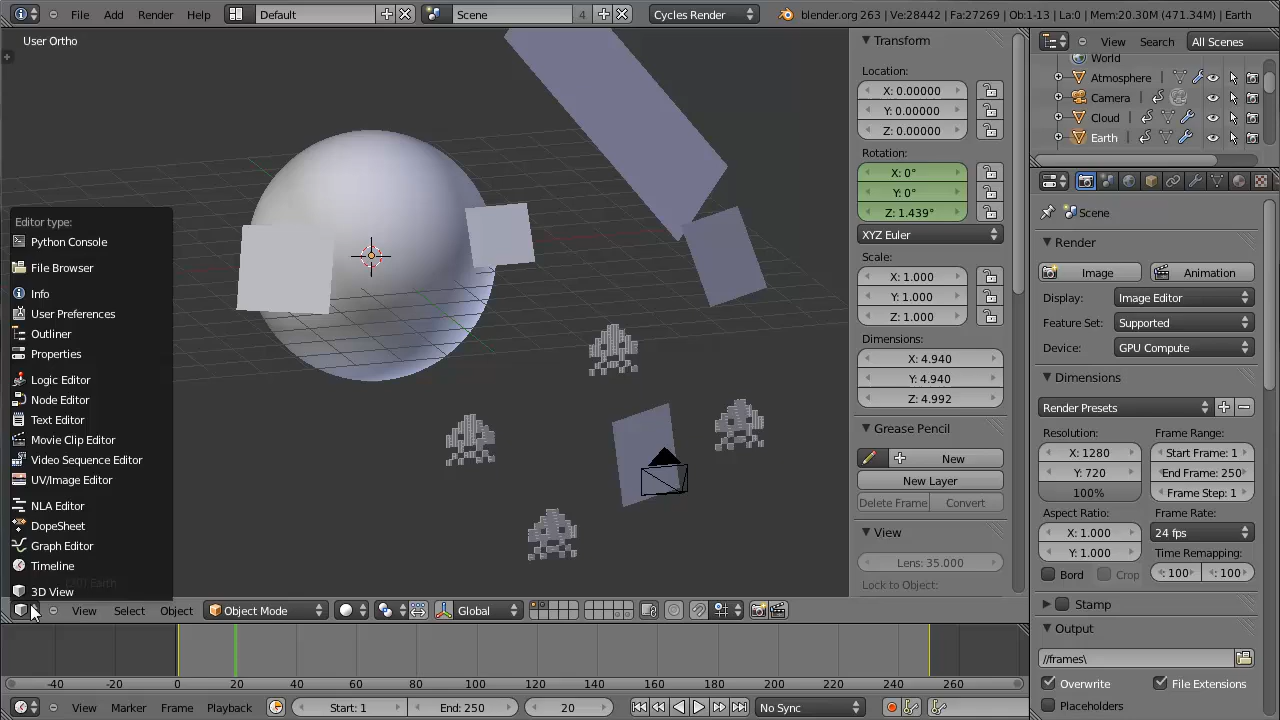 File Add Render Help Default Scene 4 Cycles Render blender.org 263 | Ve:28442 | Fa:27269 | Ob:1-13 | La:0 | Mem:20.30M (471.34M) | Earth
User Ortho
Editor type:
Python Console
File Browser
Info
User Preferences
Outliner
Properties
Logic Editor
Node Editor
Text Editor
Movie Clip Editor
Video Sequence Editor
UV/Image Editor
NLA Editor
DopeSheet
Graph Editor
Timeline
3D View
View Select Object Object Mode Global
Transform
Location:
X: 0.00000
Y: 0.00000
Z: 0.00000
Rotation:
X: 0°
Y: 0°
Z: 1.439°
XYZ Euler
Scale:
X: 1.000
Y: 1.000
Z: 1.000
Dimensions:
X: 4.940
Y: 4.940
Z: 4.992
Grease Pencil
New
New Layer
Delete Frame Convert
View
Lens: 35.000
Lock to Object:
View Search All Scenes
World
Atmosphere
Camera
Cloud
Earth
Scene
Render
Image Animation
Display: Image Editor
Feature Set: Supported
Device: GPU Compute
Dimensions
Render Presets
Resolution: Frame Range:
X: 1280 Start Frame: 1
Y: 720 End Frame: 250
100% Frame Step: 1
Aspect Ratio: Frame Rate:
X: 1.000 24 fps
Y: 1.000 Time Remapping:
Bord Crop : 100 : 100
Stamp
Output
//frames\
Overwrite File Extensions
Placeholders
-40 -20 0 20 40 60 80 100 120 140 160 180 200 220 240 260
View Marker Frame Playback Start: 1 End: 250 20 No Sync